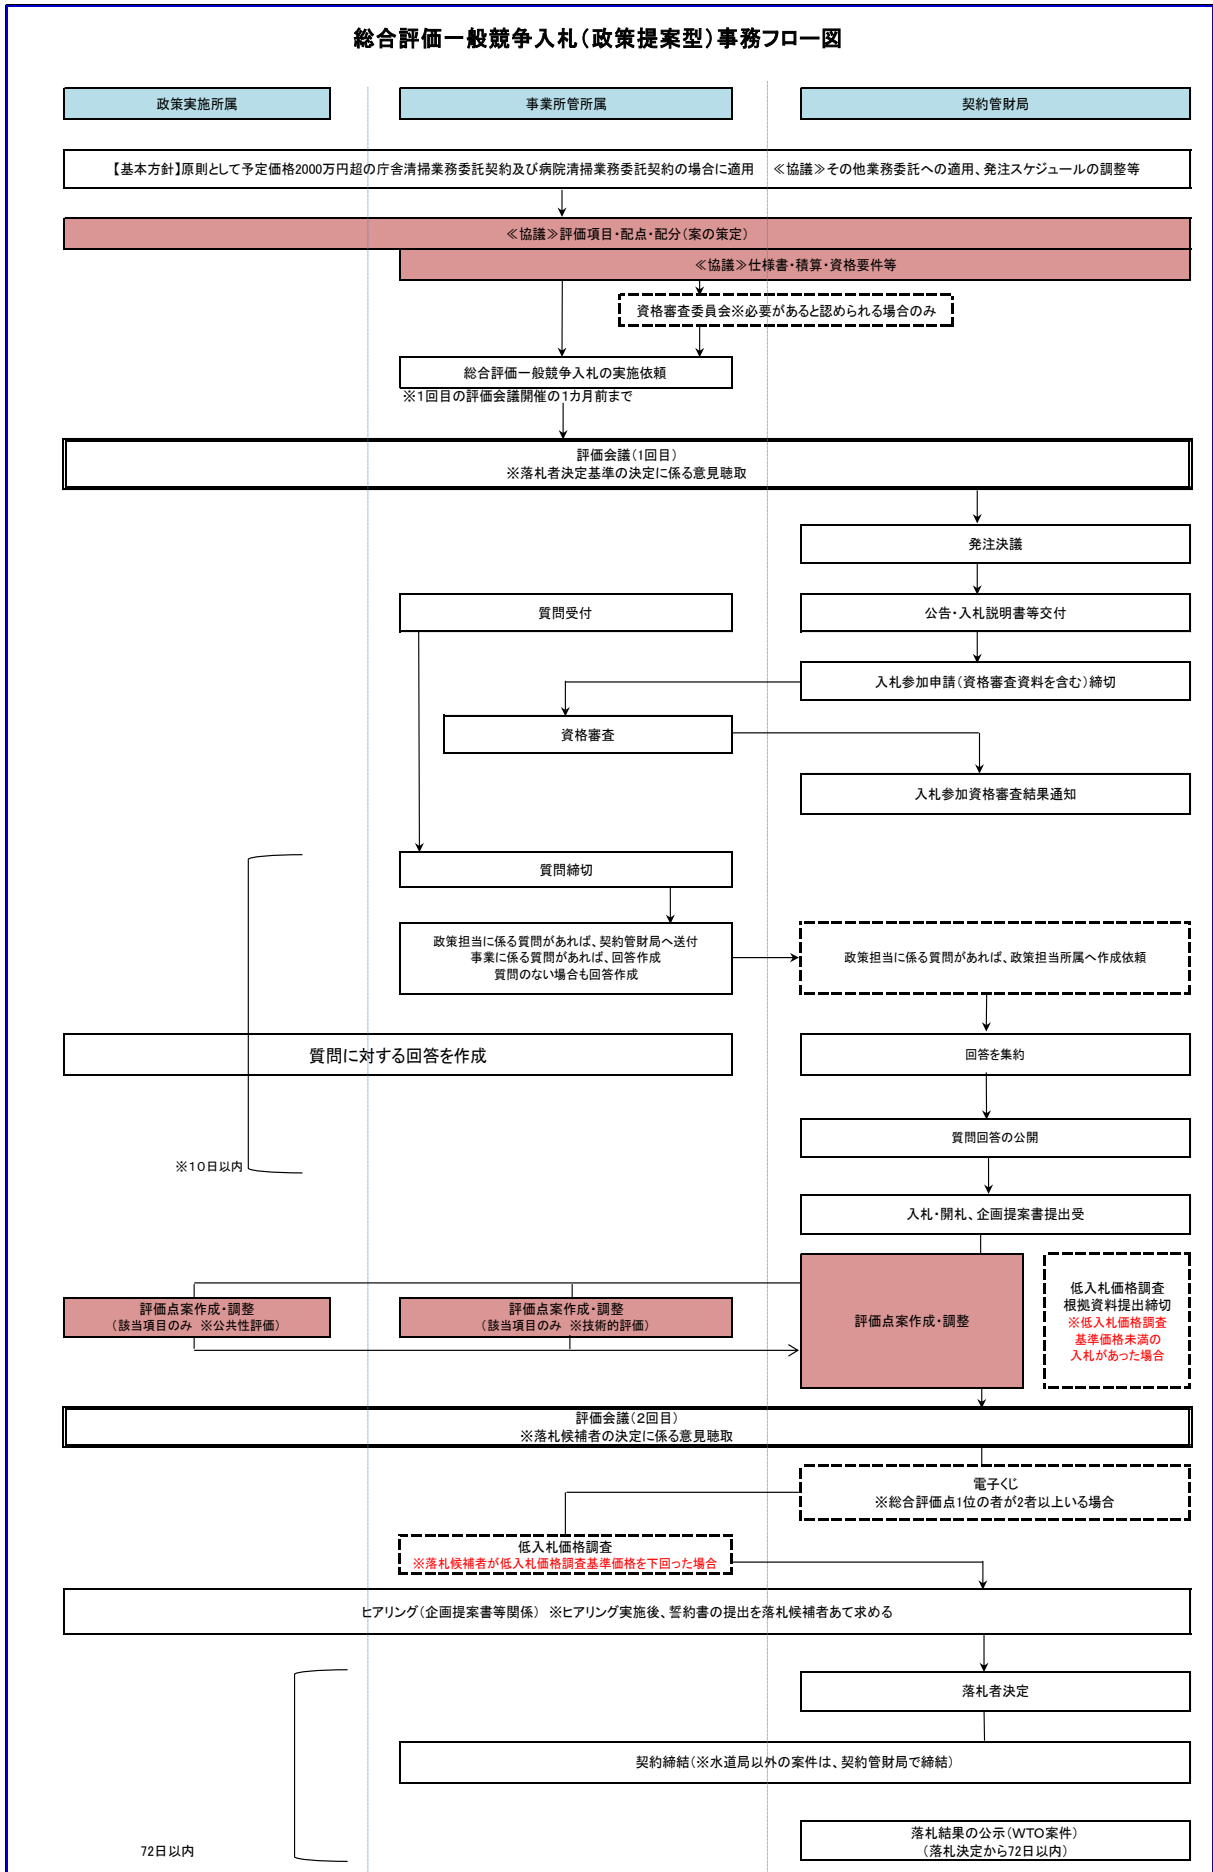 総合評価一般競争入札(政策提案型)事務フロー図
政策実施所属
事業所管所属
契約管財局
【基本方針】原則として予定価格2000万円超の庁舎清掃業務委託契約及び病院清掃業務委託契約の場合に適用　≪協議≫その他業務委託への適用、発注スケジュールの調整等
≪協議≫評価項目・配点・配分(案の策定)
≪協議≫仕様書・積算・資格要件等
資格審査委員会※必要があると認められる場合のみ
総合評価一般競争入札の実施依頼
※1回目の評価会議開催の1カ月前まで
評価会議(1回目)
※落札者決定基準の決定に係る意見聴取
発注決議
質問受付
公告・入札説明書等交付
入札参加申請(資格審査資料を含む)締切
資格審査
入札参加資格審査結果通知
質問締切
政策担当に係る質問があれば、契約管財局へ送付
事業に係る質問があれば、回答作成
質問のない場合も回答作成
政策担当に係る質問があれば、政策担当所属へ作成依頼
質問に対する回答を作成
回答を集約
質問回答の公開
※10日以内
入札・開札、企画提案書提出受
評価点案作成・調整
(該当項目のみ ※公共性評価)
評価点案作成・調整
(該当項目のみ ※技術的評価)
評価点案作成・調整
低入札価格調査
根拠資料提出締切
※低入札価格調査
基準価格未満の
入札があった場合
評価会議(2回目)
※落札候補者の決定に係る意見聴取
電子くじ
※総合評価点1位の者が2者以上いる場合
低入札価格調査
※落札候補者が低入札価格調査基準価格を下回った場合
ヒアリング(企画提案書等関係) ※ヒアリング実施後、誓約書の提出を落札候補者あて求める
落札者決定
契約締結(※水道局以外の案件は、契約管財局で締結)
落札結果の公示(WTO案件)
(落札決定から72日以内)
72日以内